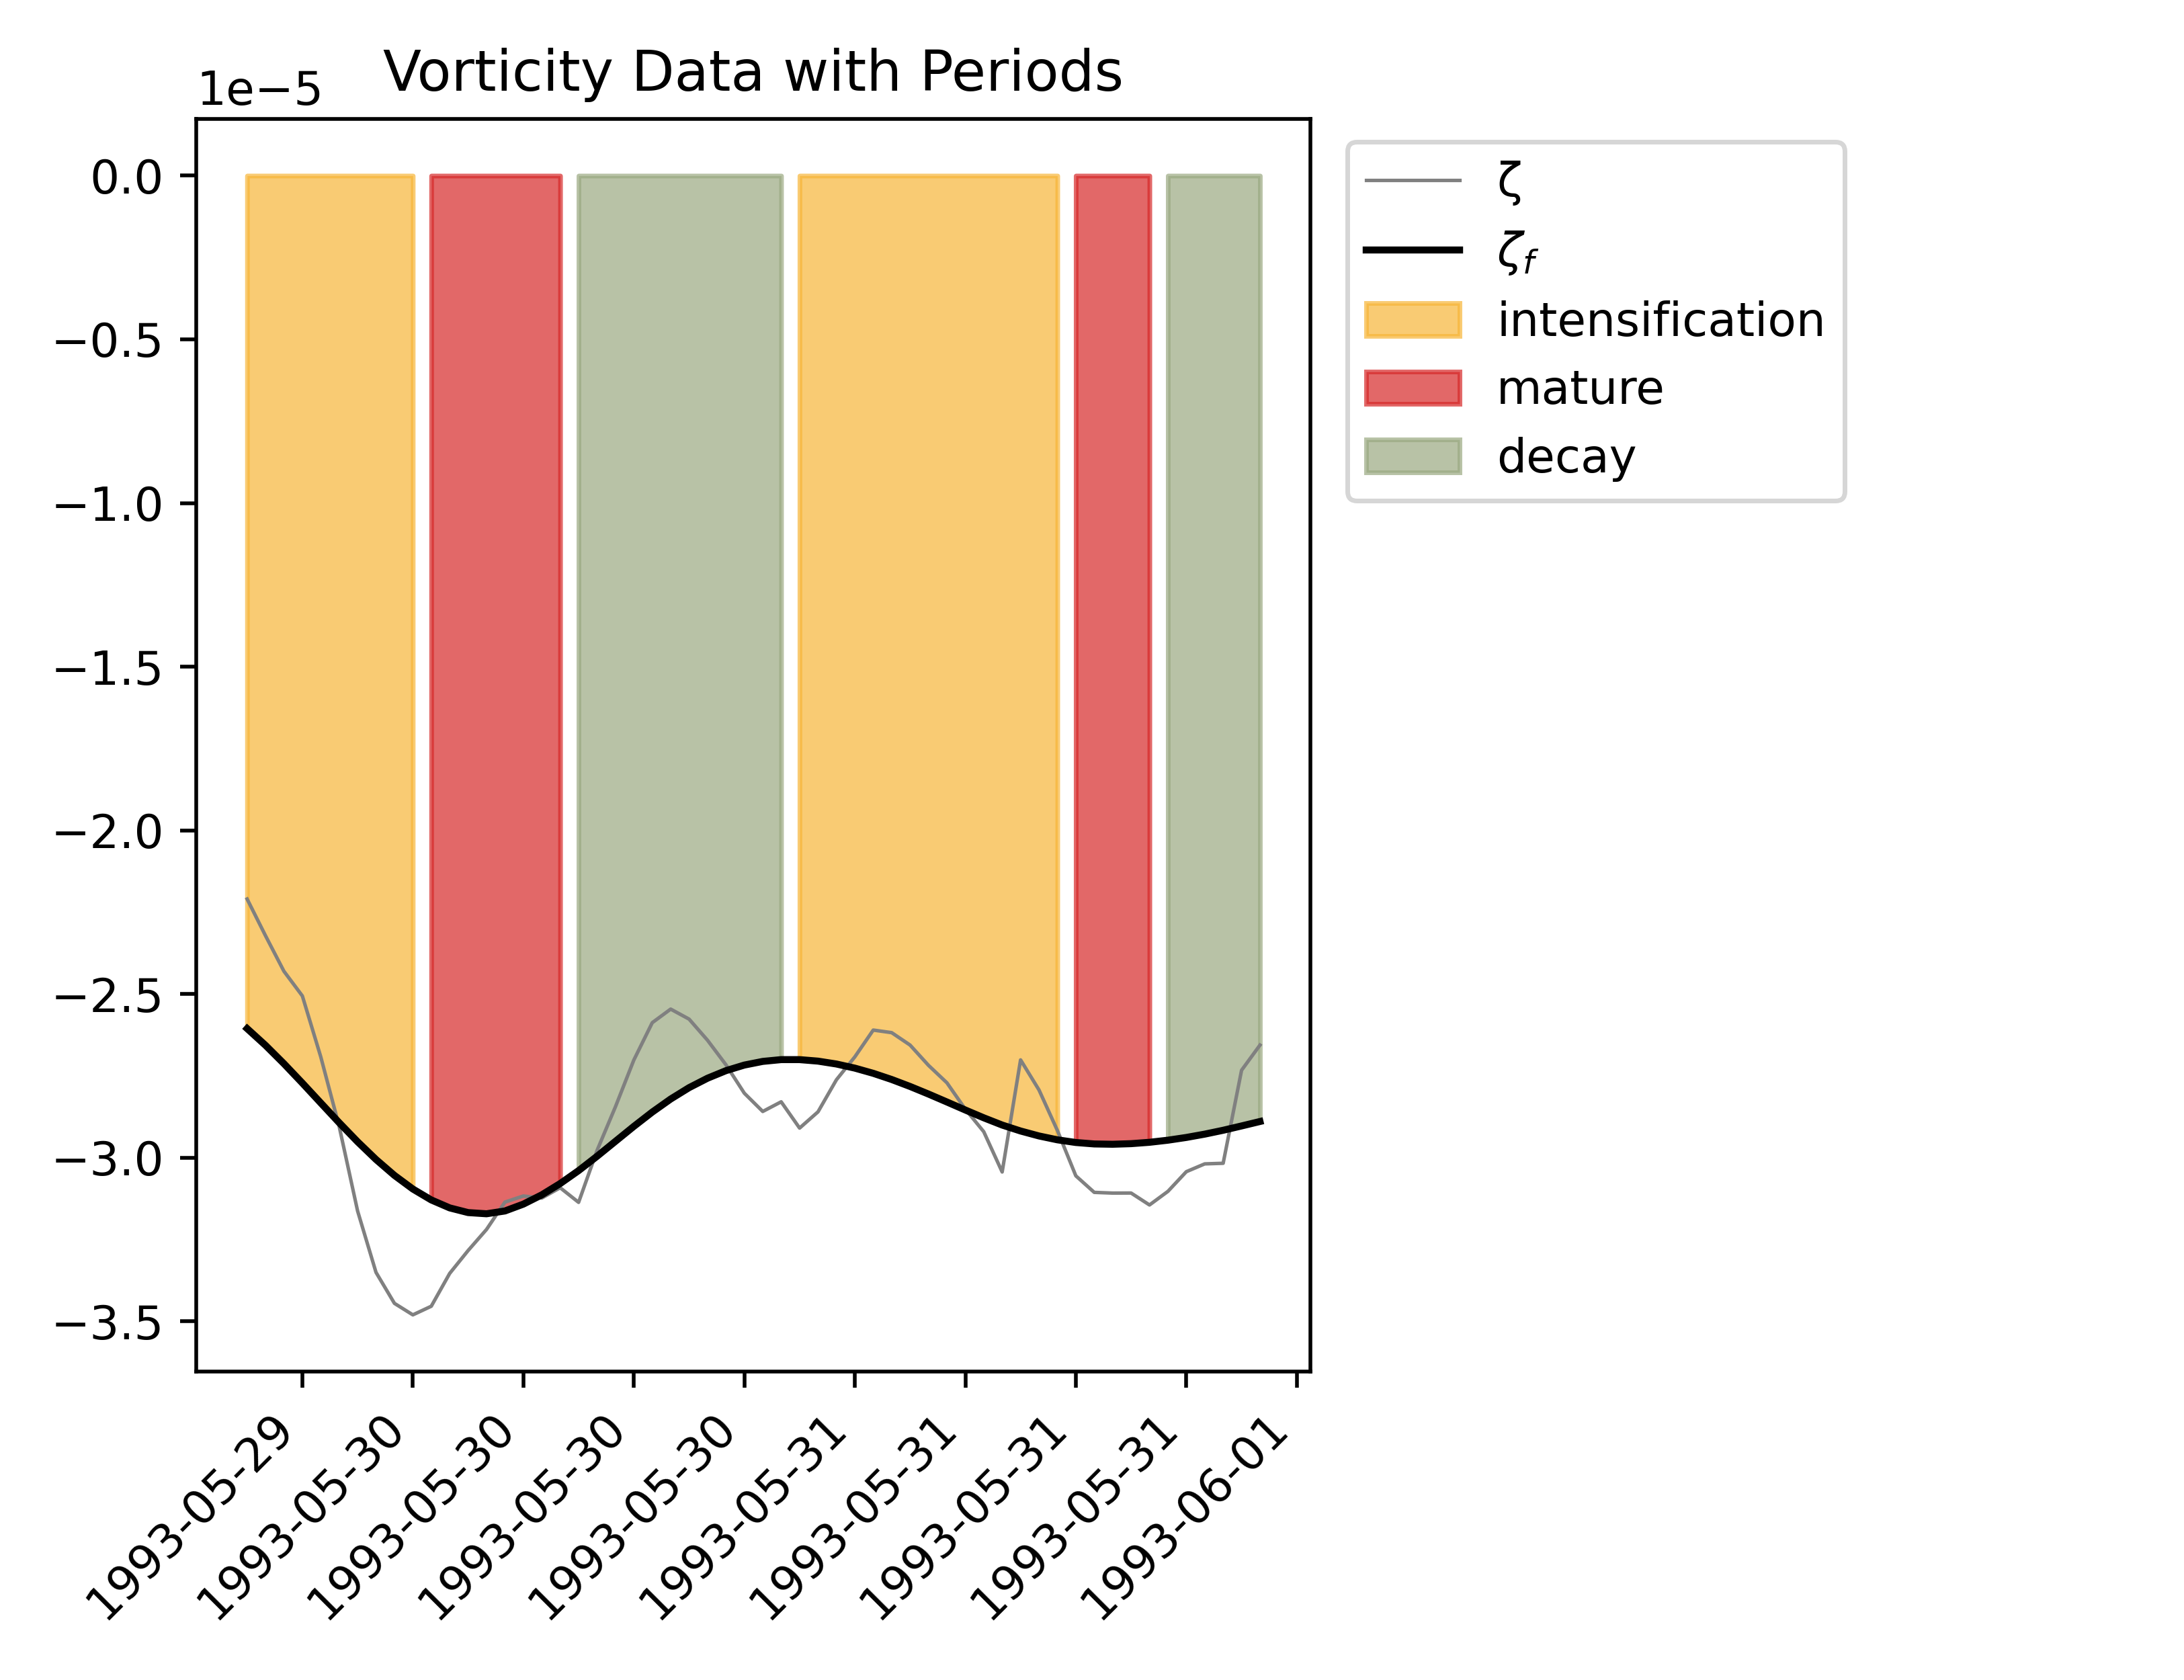 Vorticity Data with Periods
1e−5
0.0
−0.5
−1.0
−1.5
−2.0
−2.5
−3.0
−3.5
1993-05-29
1993-05-30
1993-05-30
1993-05-30
1993-05-30
1993-05-31
1993-05-31
1993-05-31
1993-05-31
1993-06-01
ζ
ζf
intensification
mature
decay